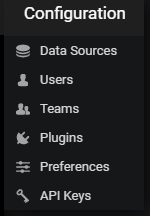 Configuration
Data Sources
Users
Teams
Plugins
Preferences
API Keys